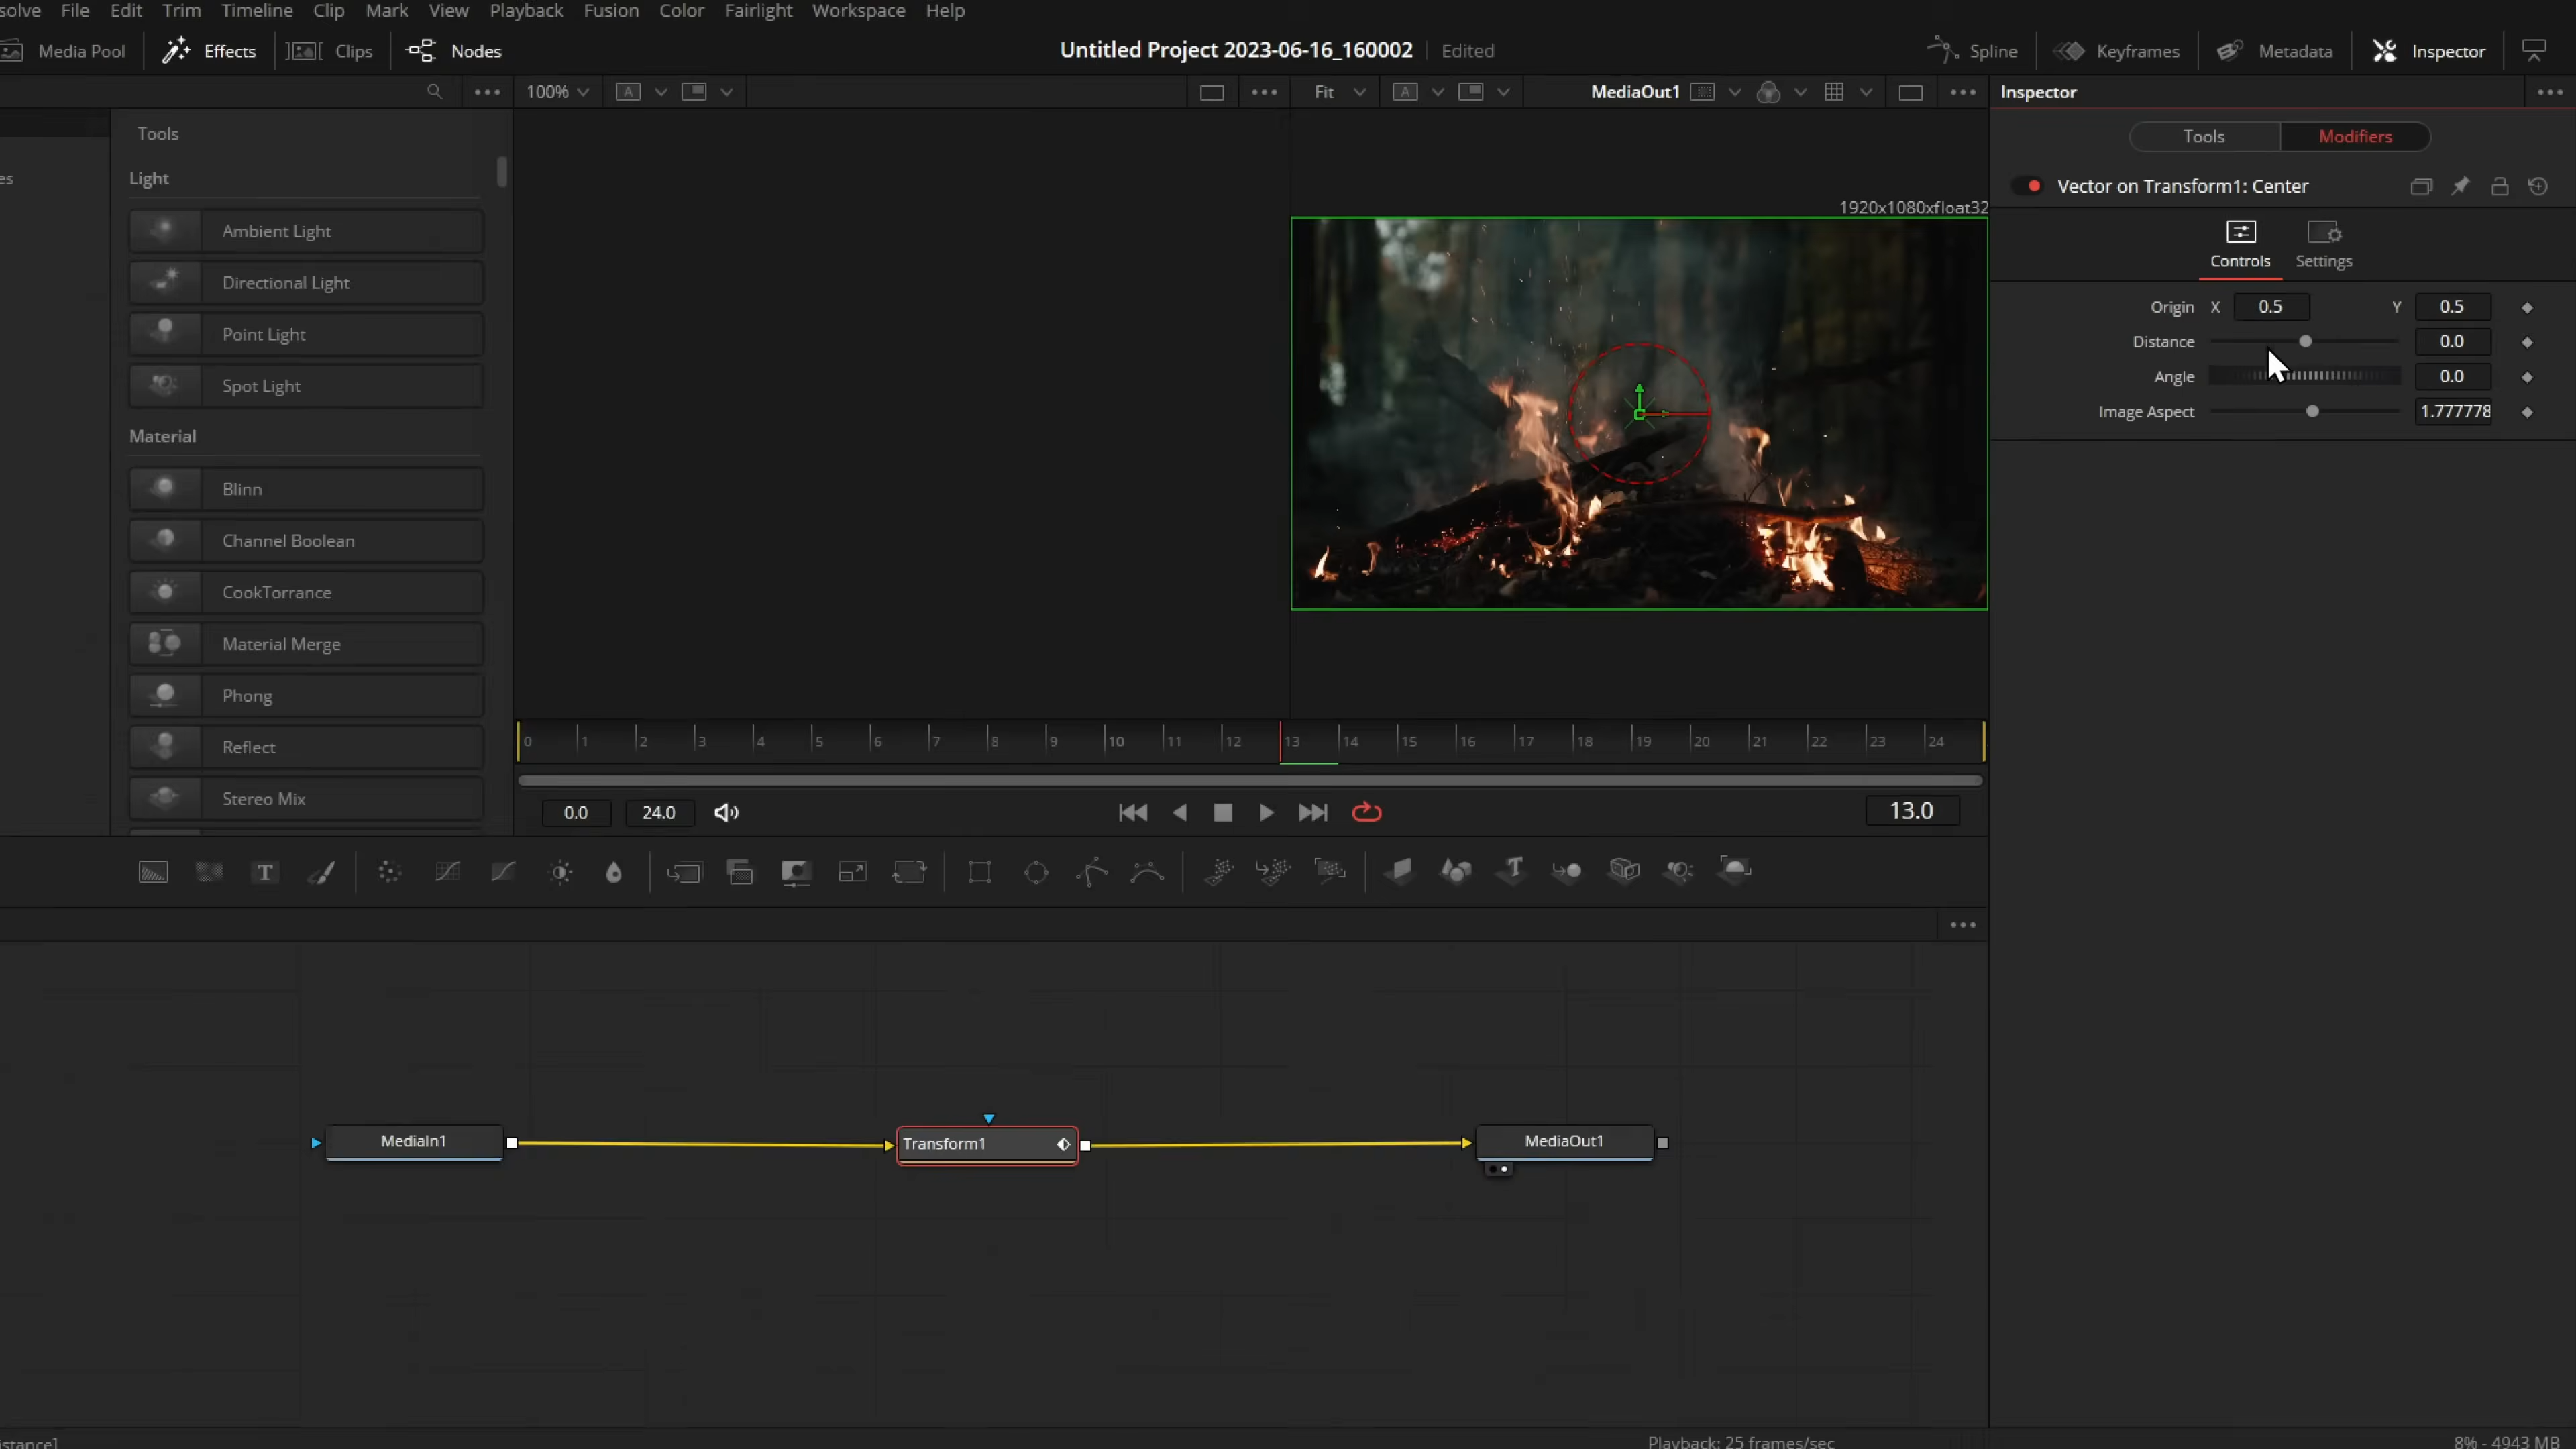 solve File Edit Trim Timeline Clip Mark View Playback Fusion Color Fairlight Workspace Help
Media Pool Effects Clips Nodes Untitled Project 2023-06-16_160002 Edited Spline Keyframes Metadata Inspector
100% A Fit A MediaOut1 Inspector
Tools
Tools Modifiers
es
Light
Vector on Transform1: Center
1920x1080xfloat32
Ambient Light
Directional Light
Point Light
Spot Light
Controls Settings
Origin X 0.5 Y 0.5
Distance 0.0
Angle 0.0
Image Aspect 1.777778
Material
Blinn
Channel Boolean
CookTorrance
Material Merge
Phong
Reflect
Stereo Mix
0 1 2 3 4 5 6 7 8 9 10 11 12 13 14 15 16 17 18 19 20 21 22 23 24
0.0 24.0 13.0
T T
MediaIn1 Transform1 MediaOut1
istance]
Playback: 25 frames/sec
8% - 4943 MB